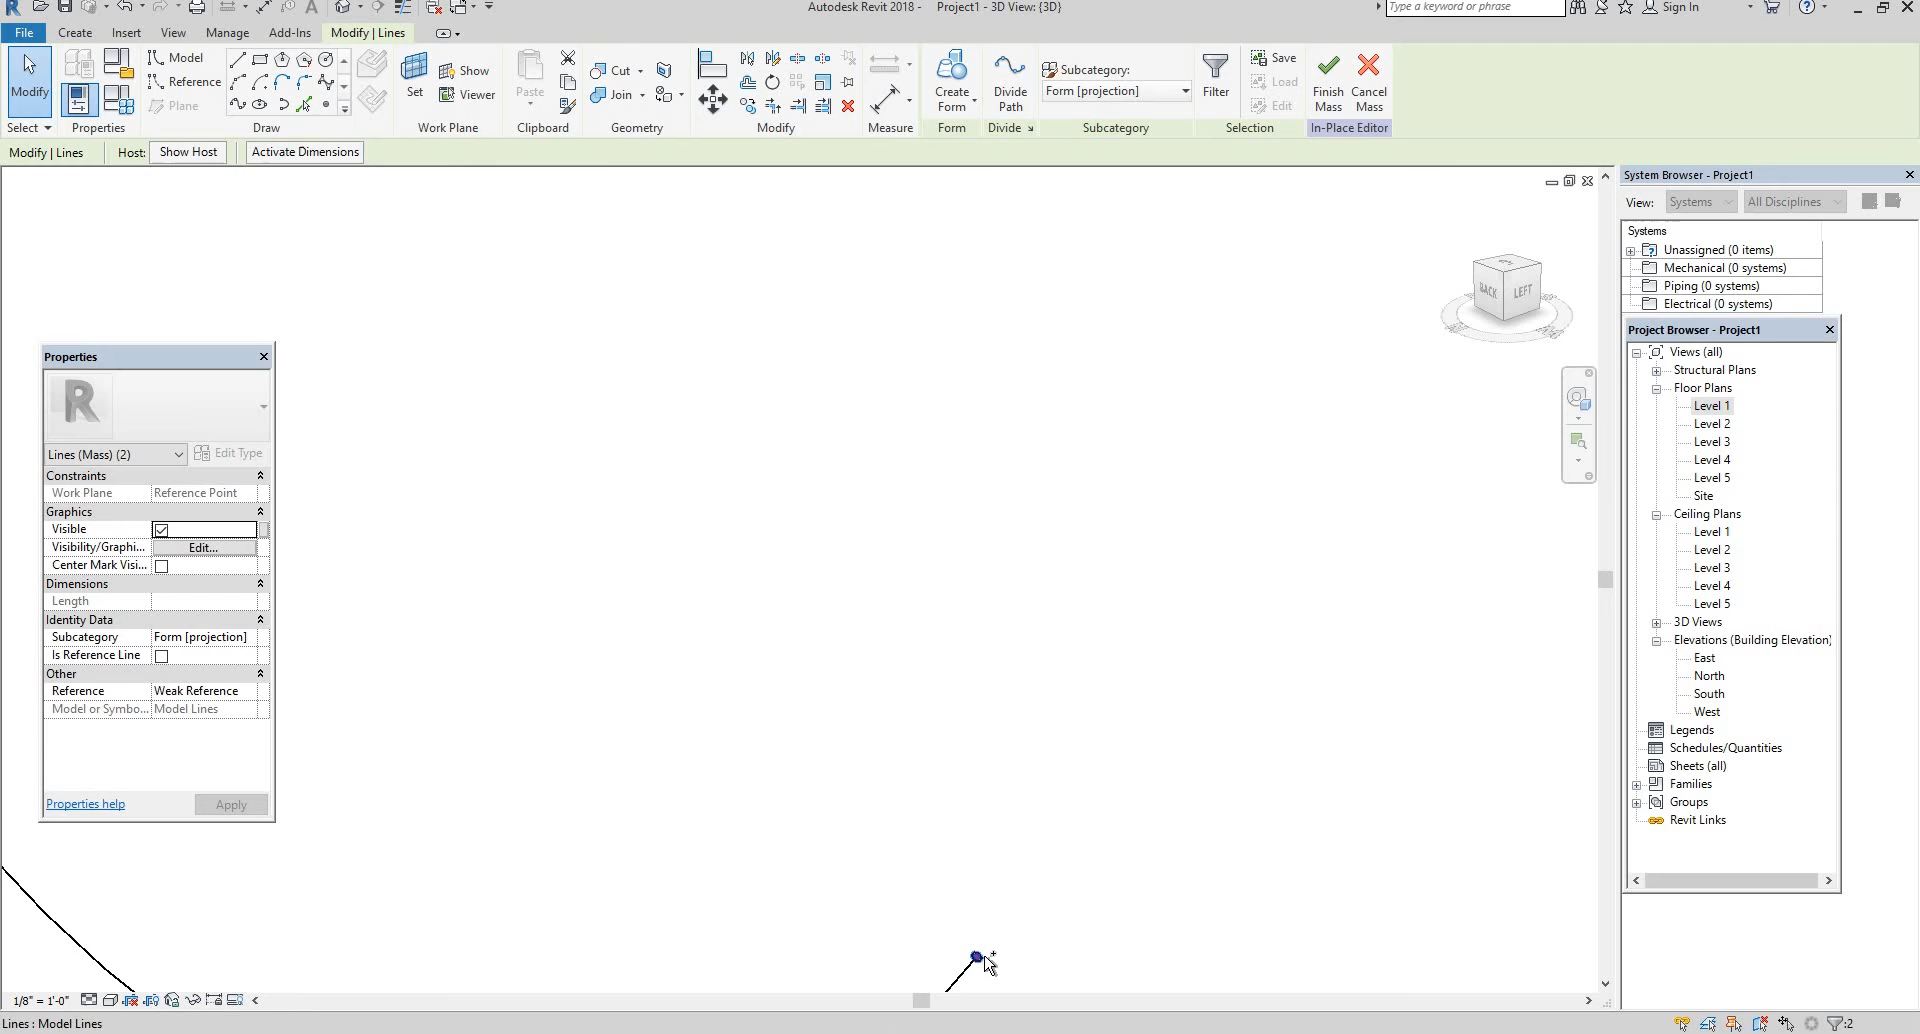 Autodesk Revit 2018 - Project1 - 3D View: {3D}
Type a keyword or phrase
Sign In
File Create Insert View Manage Add-Ins Modify | Lines
Modify
Select
Properties
Model
Reference
Plane
Draw
Set
Show
Viewer
Work Plane
Paste
Clipboard
Cut
Join
Geometry
Modify
Measure
Create Form
Form
Divide Path
Divide
Subcategory:
Form [projection]
Subcategory
Filter
Save
Load
Edit
Selection
Finish Mass
Cancel Mass
In-Place Editor
Modify | Lines Host: Show Host Activate Dimensions
BACK LEFT
Properties
Lines (Mass) (2) Edit Type
Constraints
Work Plane Reference Point
Graphics
Visible
Visibility/Graphi... Edit...
Center Mark Visi...
Dimensions
Length
Identity Data
Subcategory Form [projection]
Is Reference Line
Other
Reference Weak Reference
Model or Symbo... Model Lines
Properties help Apply
System Browser - Project1
View: Systems All Disciplines
Systems
Unassigned (0 items)
Mechanical (0 systems)
Piping (0 systems)
Electrical (0 systems)
Project Browser - Project1
Views (all)
Structural Plans
Floor Plans
Level 1
Level 2
Level 3
Level 4
Level 5
Site
Ceiling Plans
Level 1
Level 2
Level 3
Level 4
Level 5
3D Views
Elevations (Building Elevation)
East
North
South
West
Legends
Schedules/Quantities
Sheets (all)
Families
Groups
Revit Links
1/8" = 1'-0"
Lines : Model Lines
:2